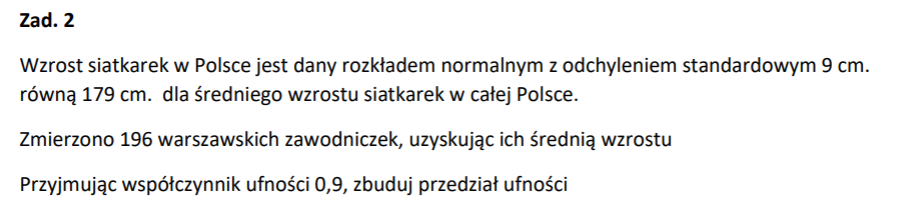 Zad. 2
Wzrost siatkarek w Polsce jest dany rozkładem normalnym z odchyleniem standardowym 9 cm.
równą 179 cm.  dla średniego wzrostu siatkarek w całej Polsce.
Zmierzono 196 warszawskich zawodniczek, uzyskując ich średnią wzrostu
Przyjmując współczynnik ufności 0,9, zbuduj przedział ufności